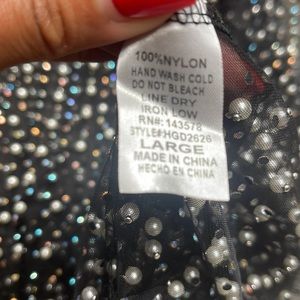 100%NYLON
HAND WASH COLD
DO NOT BLEACH
LINE DRY
IRON LOW
RN#: 143578
STYLE#:HGD2626
LARGE
MADE IN CHINA
HECHO EN CHINA